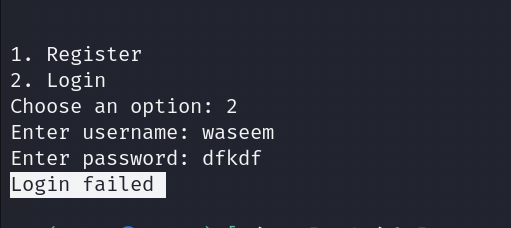 1. Register
2. Login
Choose an option: 2
Enter username: waseem
Enter password: dfkdf
Login failed